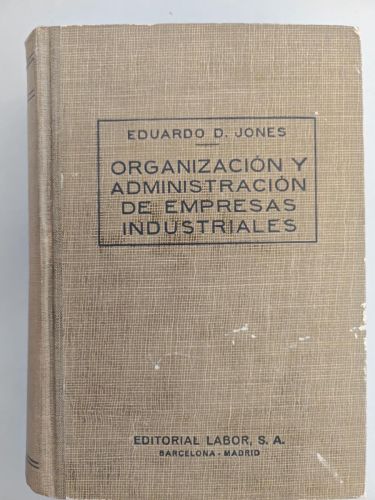 EDUARDO D. JONES
ORGANIZACIÓN Y
ADMINISTRACIÓN
DE EMPRESAS
INDUSTRIALES
EDITORIAL LABOR, S. A.
BARCELONA - MADRID